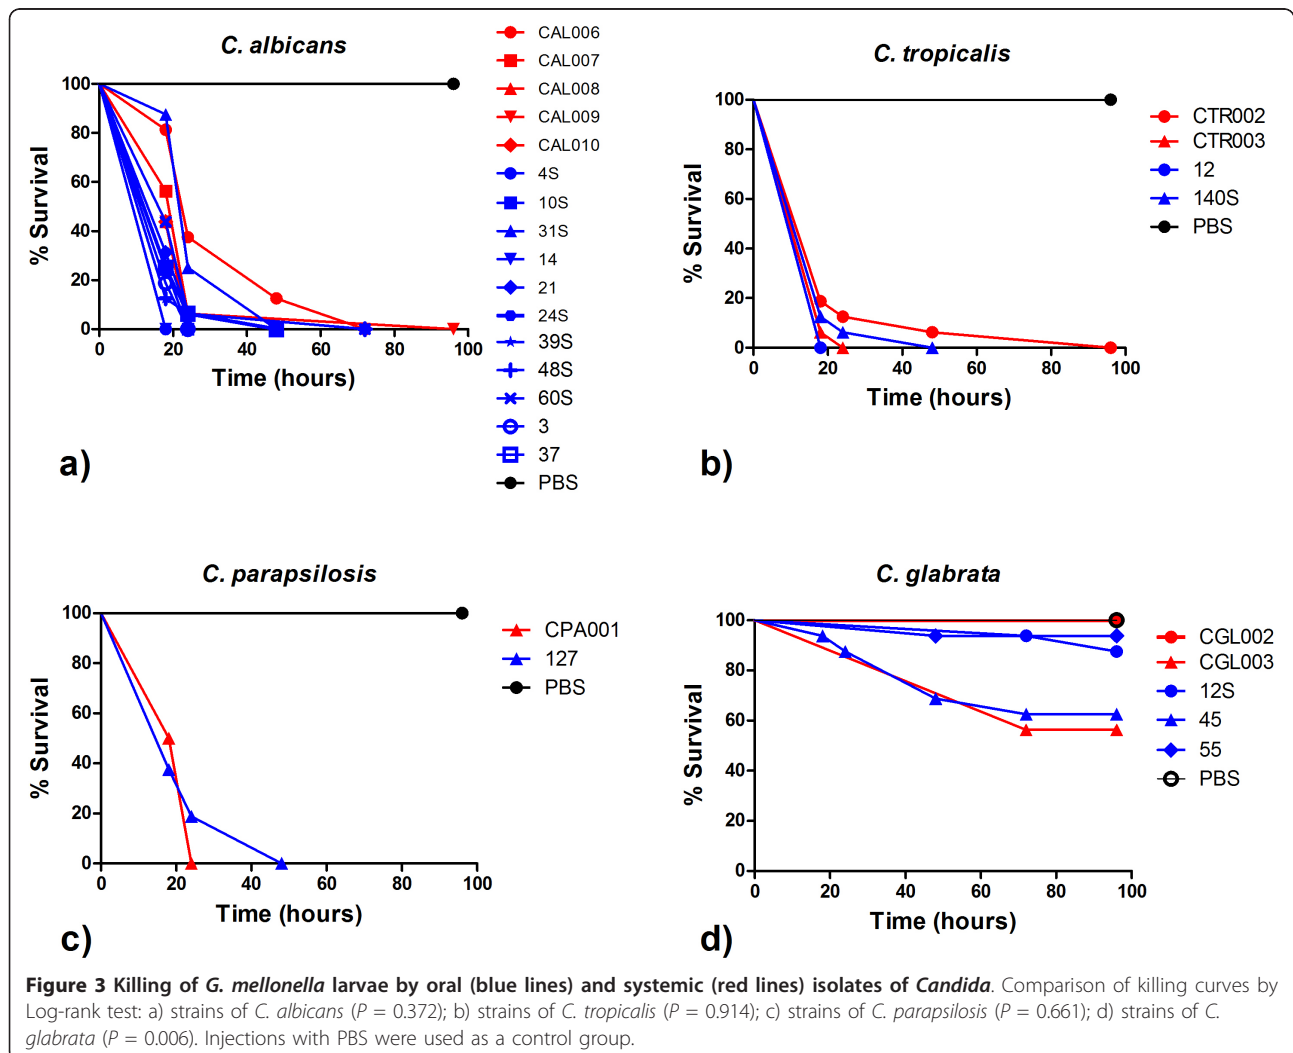 C. albicans
% Survival
100
80
60
40
20
0
0 20 40 60 80 100
Time (hours)
a)
CAL006
CAL007
CAL008
CAL009
CAL010
4S
10S
31S
14
21
24S
39S
48S
60S
3
37
PBS
C. tropicalis
% Survival
100
80
60
40
20
0
0 20 40 60 80 100
Time (hours)
b)
CTR002
CTR003
12
140S
PBS
C. parapsilosis
% Survival
100
80
60
40
20
0
0 20 40 60 80 100
Time (hours)
c)
CPA001
127
PBS
C. glabrata
% Survival
100
80
60
40
20
0
0 20 40 60 80 100
Time (hours)
d)
CGL002
CGL003
12S
45
55
PBS
Figure 3 Killing of G. mellonella larvae by oral (blue lines) and systemic (red lines) isolates of Candida. Comparison of killing curves by
Log-rank test: a) strains of C. albicans (P = 0.372); b) strains of C. tropicalis (P = 0.914); c) strains of C. parapsilosis (P = 0.661); d) strains of C.
glabrata (P = 0.006). Injections with PBS were used as a control group.